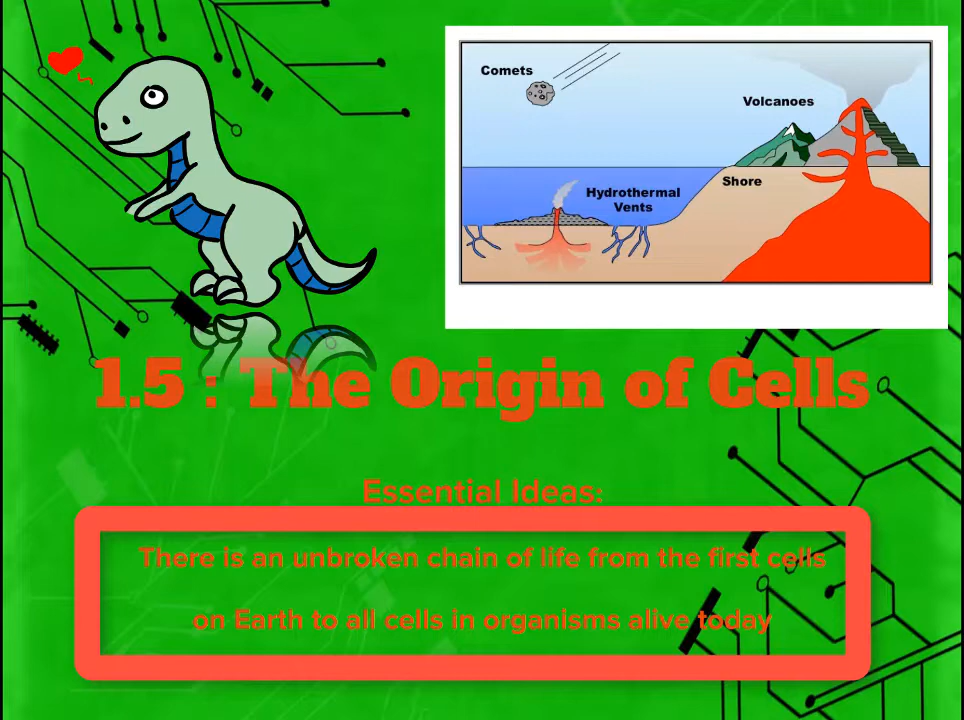 Comets
Volcanoes
Hydrothermal
Vents
Shore
1.5 : The Origin of Cells
Essential Ideas:
There is an unbroken chain of life from the first cells
on Earth to all cells in organisms alive today